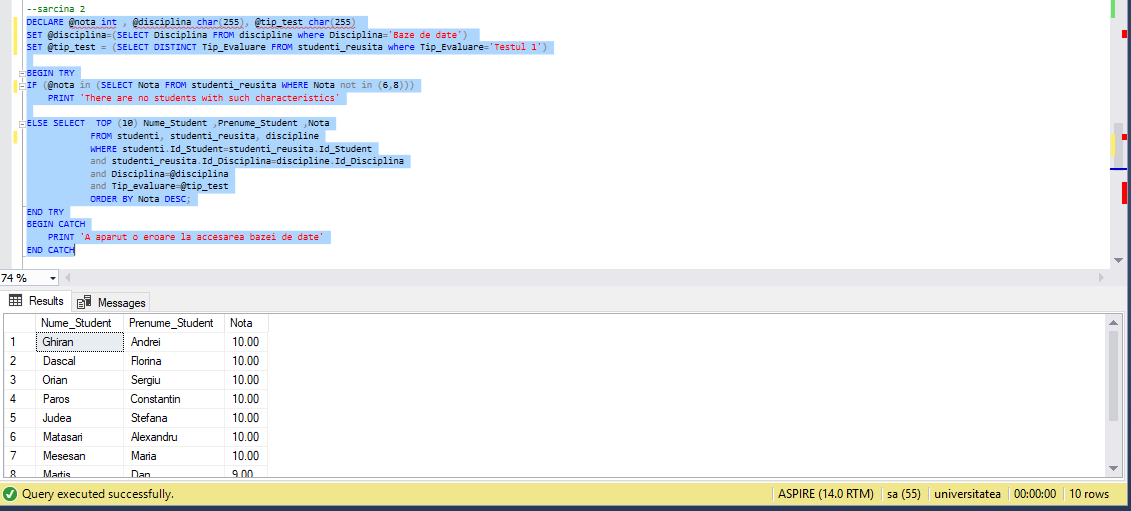 --sarcina 2
DECLARE @nota int , @disciplina char(255), @tip_test char(255)
SET @disciplina=(SELECT Disciplina FROM discipline where Disciplina='Baze de date')
SET @tip_test = (SELECT DISTINCT Tip_Evaluare FROM studenti_reusita where Tip_Evaluare='Testul 1')
BEGIN TRY
IF (@nota in (SELECT Nota FROM studenti_reusita WHERE Nota not in (6,8)))
PRINT 'There are no students with such characteristics'
ELSE SELECT TOP (10) Nume_Student ,Prenume_Student ,Nota
FROM studenti, studenti_reusita, discipline
WHERE studenti.Id_Student=studenti_reusita.Id_Student
and studenti_reusita.Id_Disciplina=discipline.Id_Disciplina
and Disciplina=@disciplina
and Tip_evaluare=@tip_test
ORDER BY Nota DESC;
END TRY
BEGIN CATCH
PRINT 'A aparut o eroare la accesarea bazei de date'
END CATCH
74 %
Results Messages
Nume_Student Prenume_Student Nota
1 Ghiran Andrei 10.00
2 Dascal Florina 10.00
3 Orian Sergiu 10.00
4 Paros Constantin 10.00
5 Judea Stefana 10.00
6 Matasari Alexandru 10.00
7 Mesesan Maria 10.00
8 Martis Dan 9.00
Query executed successfully. ASPIRE (14.0 RTM) sa (55) universitatea 00:00:00 10 rows